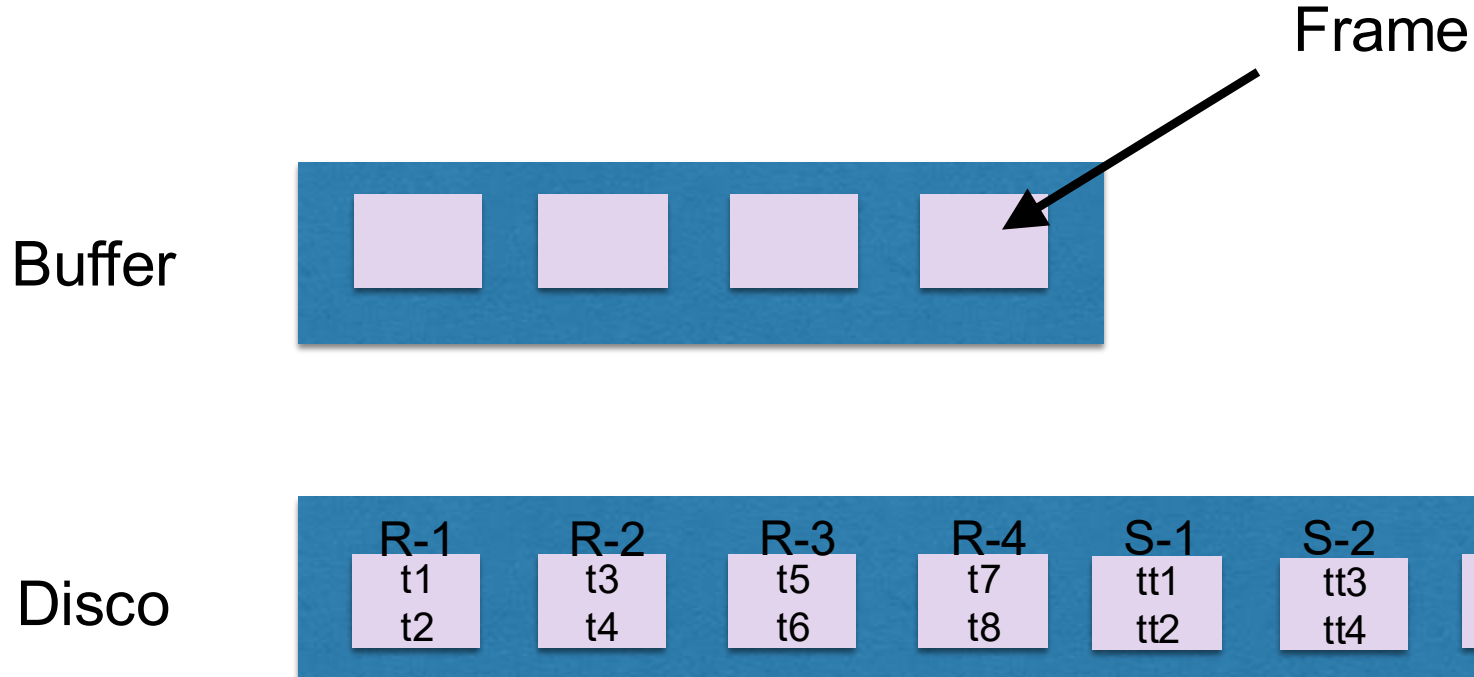 Frame
Buffer
Disco
R-1 R-2 R-3 R-4 S-1 S-2
t1 t3 t5 t7 tt1 tt3
t2 t4 t6 t8 tt2 tt4